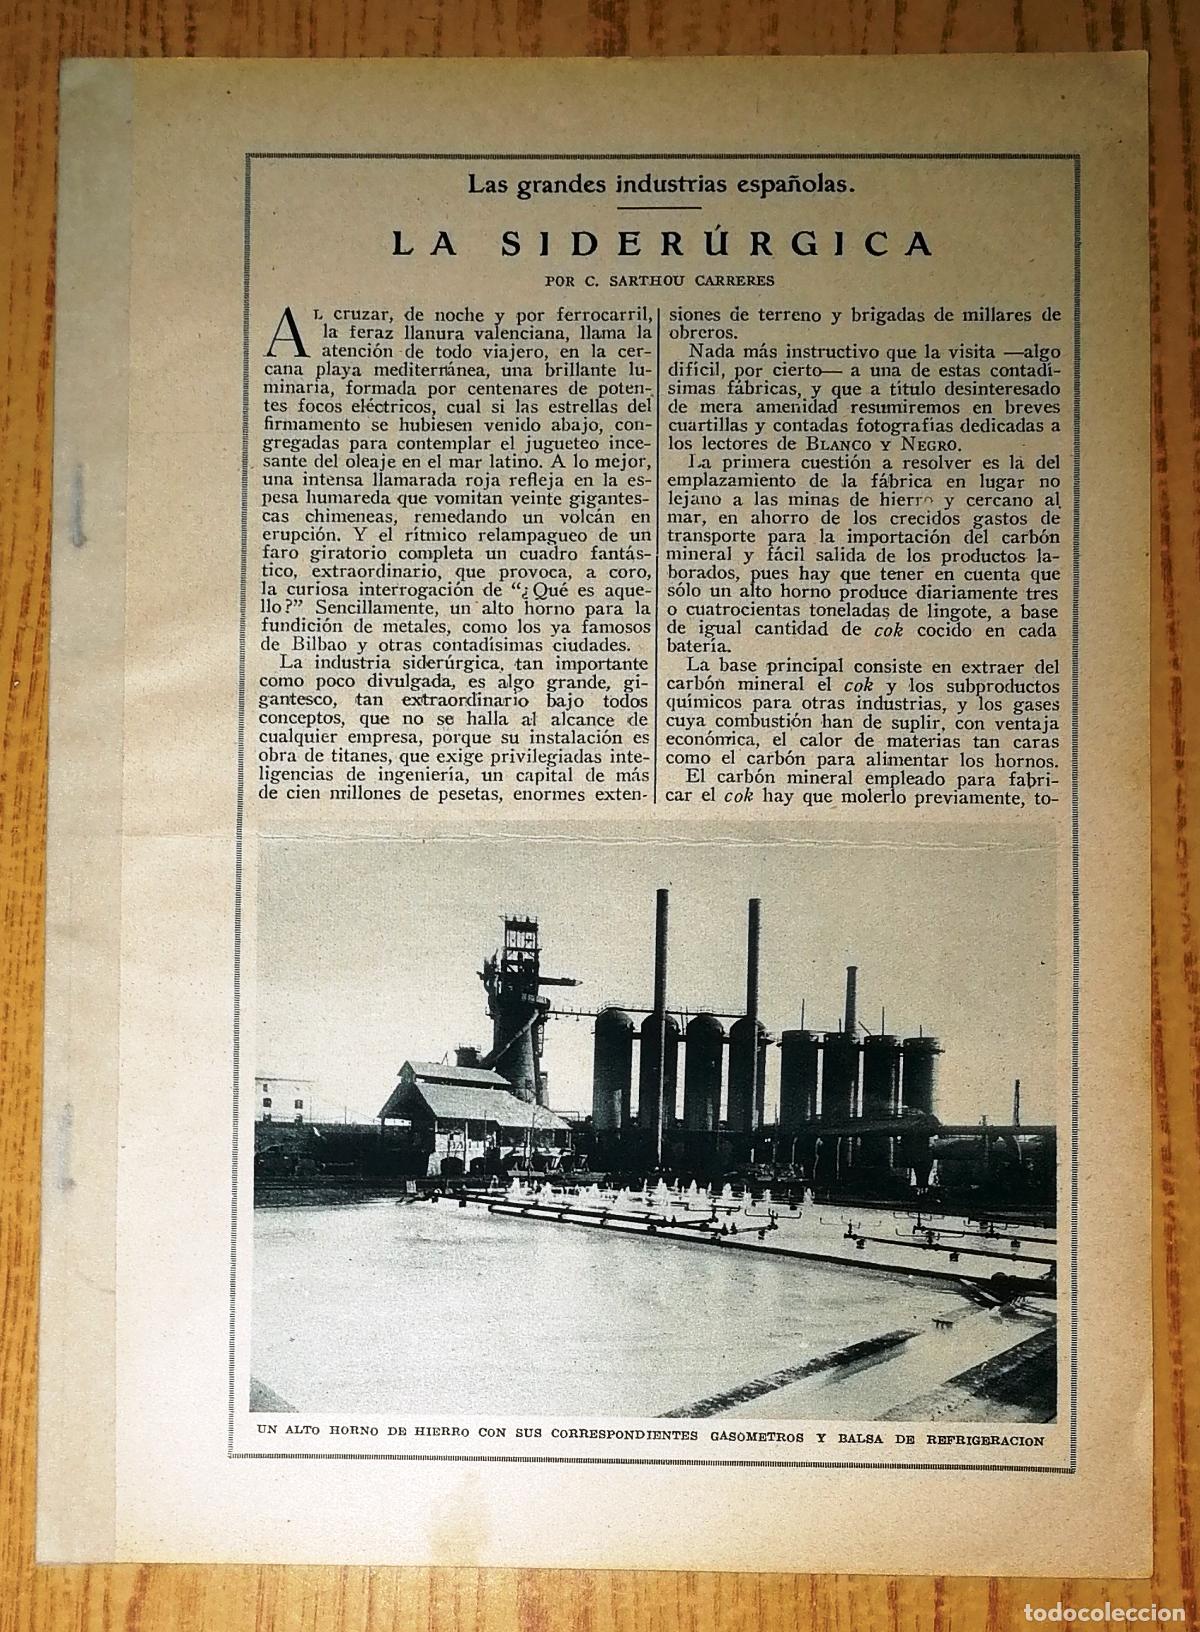 Las grandes industrias españolas.
LA SIDERÚRGICA
POR C. SARTHOU CARRERES
AL cruzar, de noche y por ferrocarril,
la feraz llanura valenciana, llama la
atención de todo viajero, en la cer-
cana playa mediterránea, una brillante lu-
minaria, formada por centenares de poten-
tes focos eléctricos, cual si las estrellas del
firmamento se hubiesen venido abajo, con-
gregadas para contemplar el jugueteo ince-
sante del oleaje en el mar latino. A lo mejor,
una intensa llamarada roja refleja en la es-
pesa humareda que vomitan veinte gigantes-
cas chimeneas, remedando un volcán en
erupción. Y el rítmico relampagueo de un
faro giratorio completa un cuadro fantás-
tico, extraordinario, que provoca, a coro,
la curiosa interrogación de "¿Qué es aque-
llo?" Sencillamente, un alto horno para la
fundición de metales, como los ya famosos
de Bilbao y otras contadísimas ciudades.
La industria siderúrgica, tan importante
como poco divulgada, es algo grande, gi-
gantesco, tan extraordinario bajo todos
conceptos, que no se halla al alcance de
cualquier empresa, porque su instalación es
obra de titanes, que exige privilegiadas inte-
ligencias de ingeniería, un capital de más
de cien millones de pesetas, enormes exten-
siones de terreno y brigadas de millares de
obreros.
Nada más instructivo que la visita —algo
difícil, por cierto— a una de estas contadí-
simas fábricas, y que a título desinteresado
de mera amenidad resumiremos en breves
cuartillas y contadas fotografías dedicadas a
los lectores de BLANCO Y NEGRO.
La primera cuestión a resolver es la del
emplazamiento de la fábrica en lugar no
lejano a las minas de hierro y cercano al
mar, en ahorro de los crecidos gastos de
transporte para la importación del carbón
mineral y fácil salida de los productos la-
borados, pues hay que tener en cuenta que
sólo un alto horno produce diariamente tres
o cuatrocientas toneladas de lingote, a base
de igual cantidad de cok cocido en cada
batería.
La base principal consiste en extraer del
carbón mineral el cok y los subproductos
químicos para otras industrias, y los gases
cuya combustión han de suplir, con ventaja
económica, el calor de materias tan caras
como el carbón para alimentar los hornos.
El carbón mineral empleado para fabri-
car el cok hay que molerlo previamente, to-
UN ALTO HORNO DE HIERRO CON SUS CORRESPONDIENTES GASOMETROS Y BALSA DE REFRIGERACION
todocoleccion